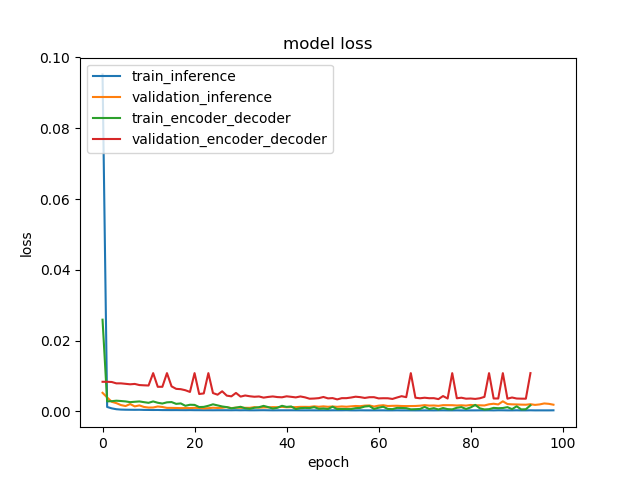 model loss
train_inference
validation_inference
train_encoder_decoder
validation_encoder_decoder
loss
0.10
0.08
0.06
0.04
0.02
0.00
0
20
40
60
80
100
epoch